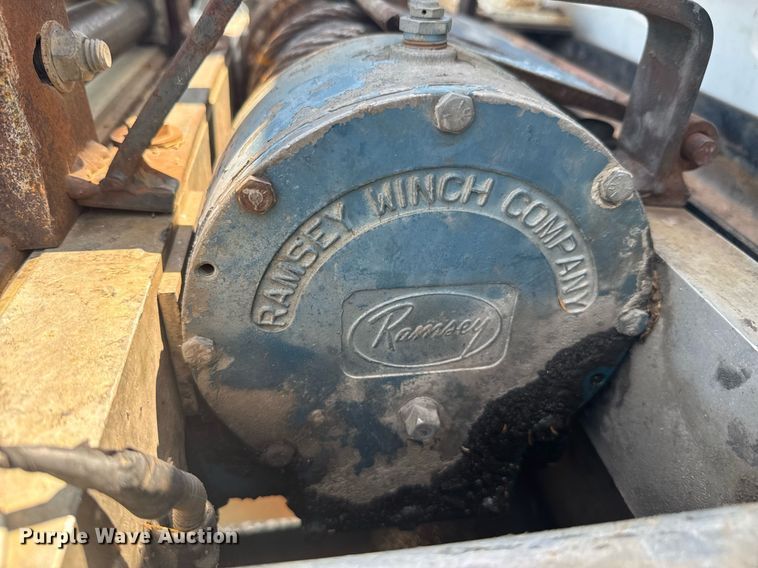 RAMSEY WINCH COMPANY
Ramsey
Purple Wave Auction®